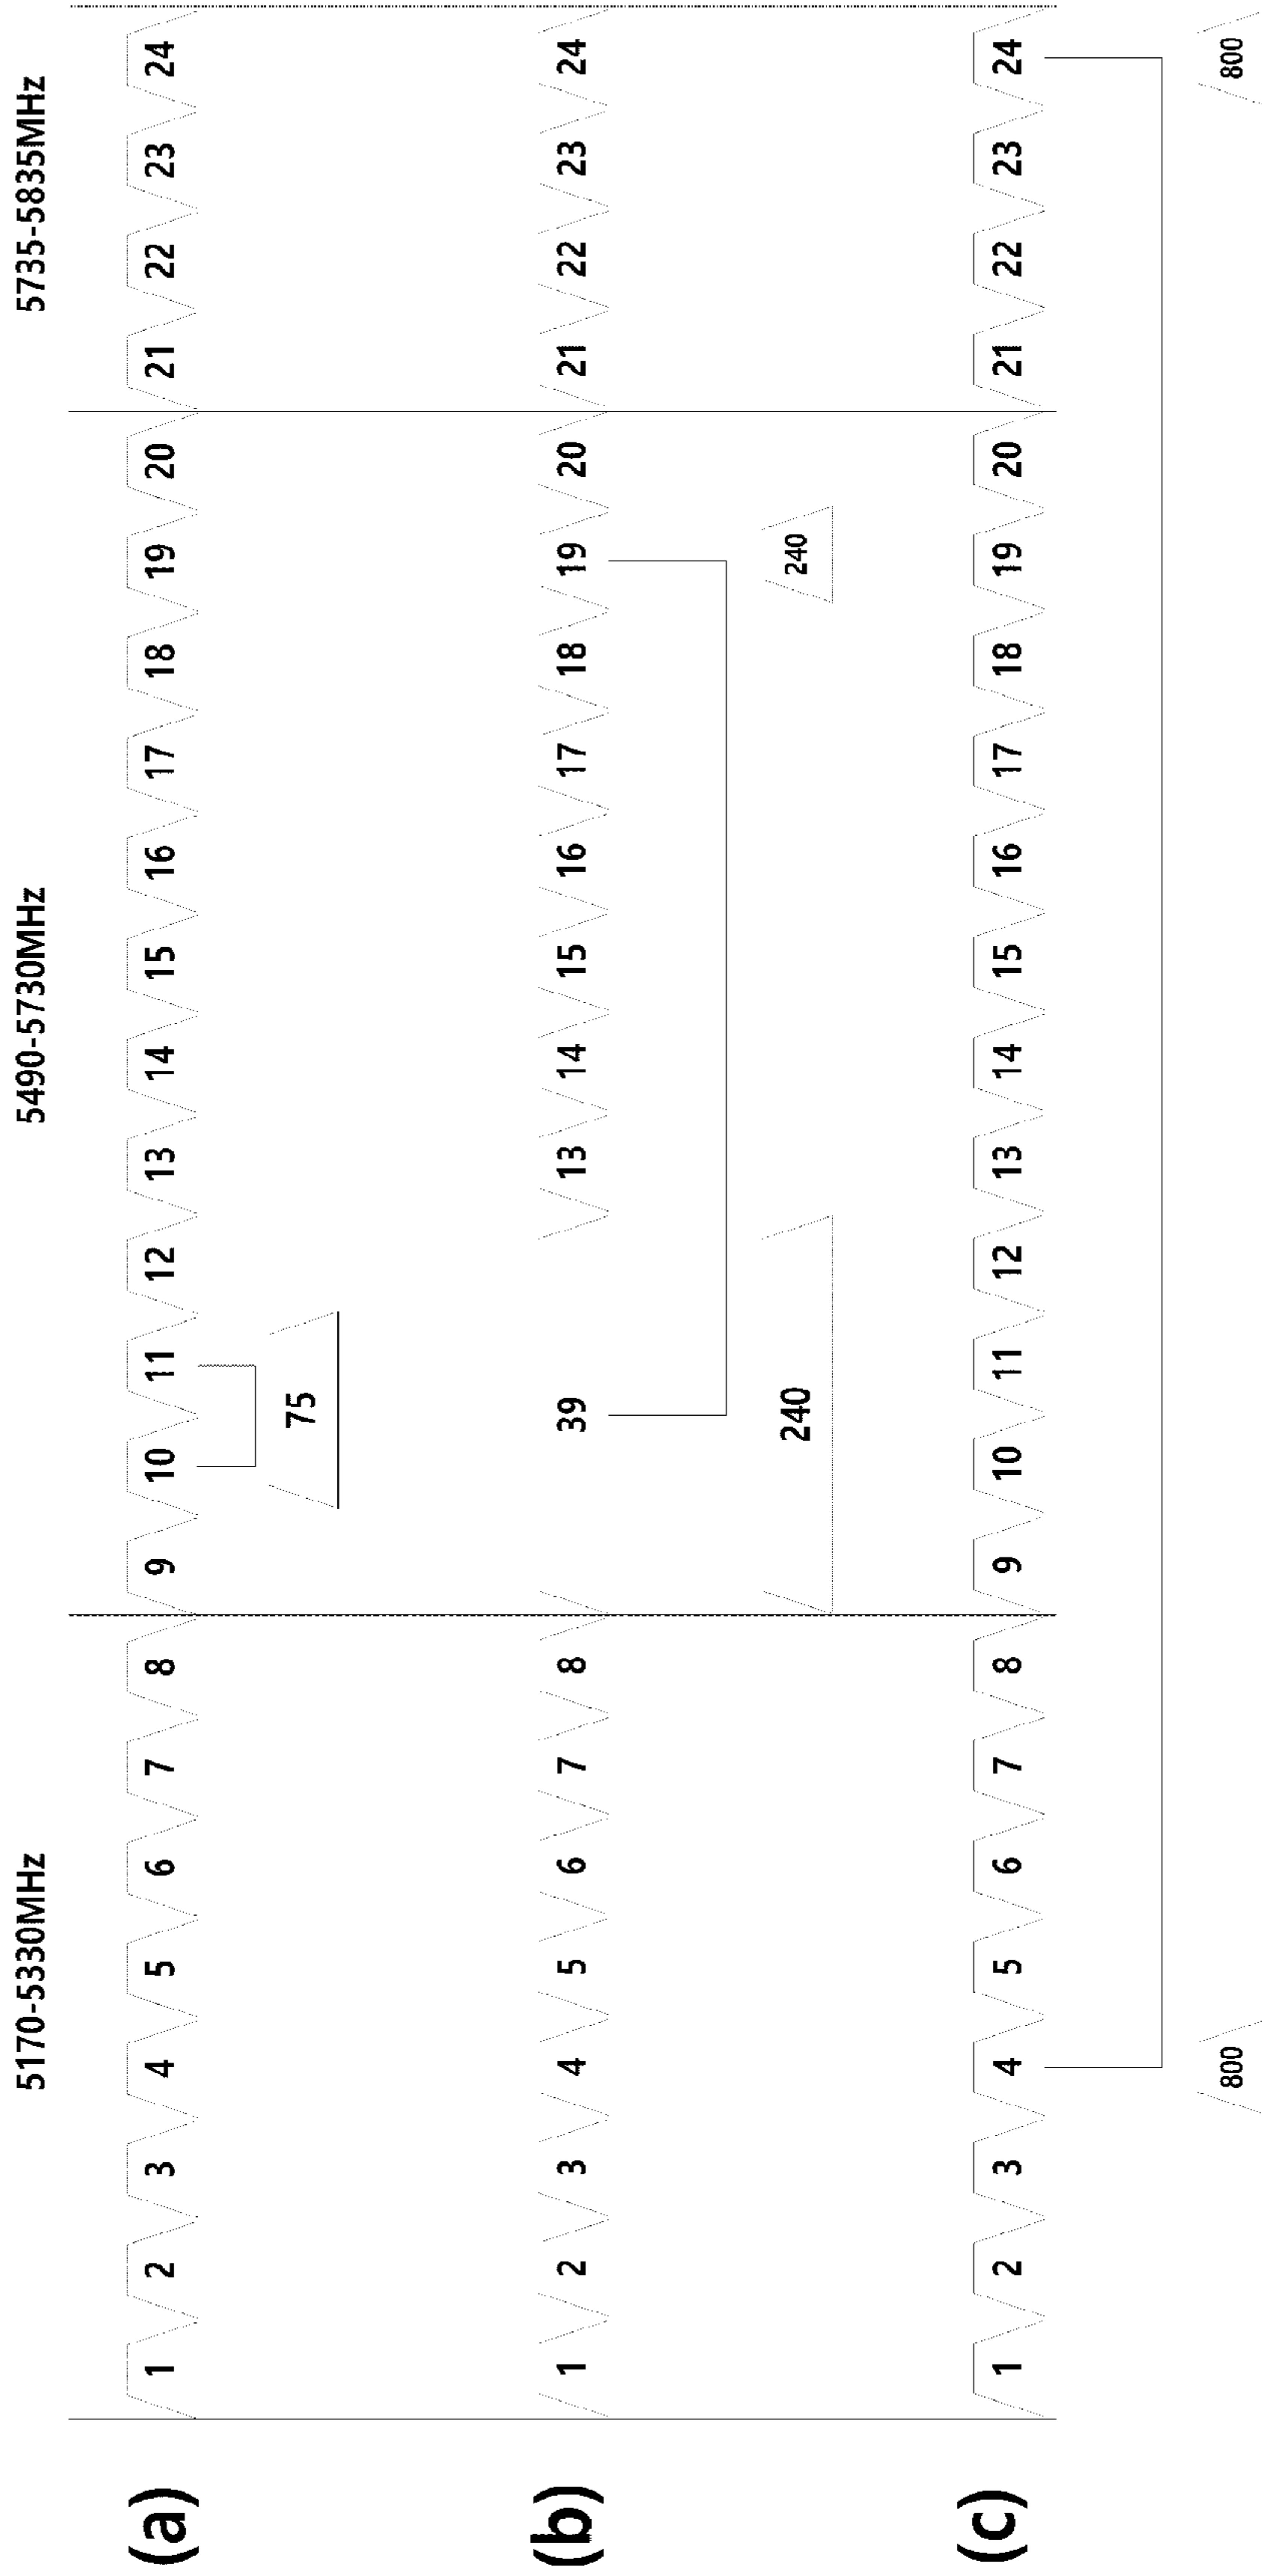 5170-5330MHz 5490-5730MHz 5735-5835MHz
(a) 1 2 3 4 5 6 7 8 9 10 11 12 13 14 15 16 17 18 19 20 21 22 23 24
75
(b) 1 2 3 4 5 6 7 8 39 13 14 15 16 17 18 19 20 21 22 23 24
240 240
(c) 1 2 3 4 5 6 7 8 9 10 11 12 13 14 15 16 17 18 19 20 21 22 23 24
800 800